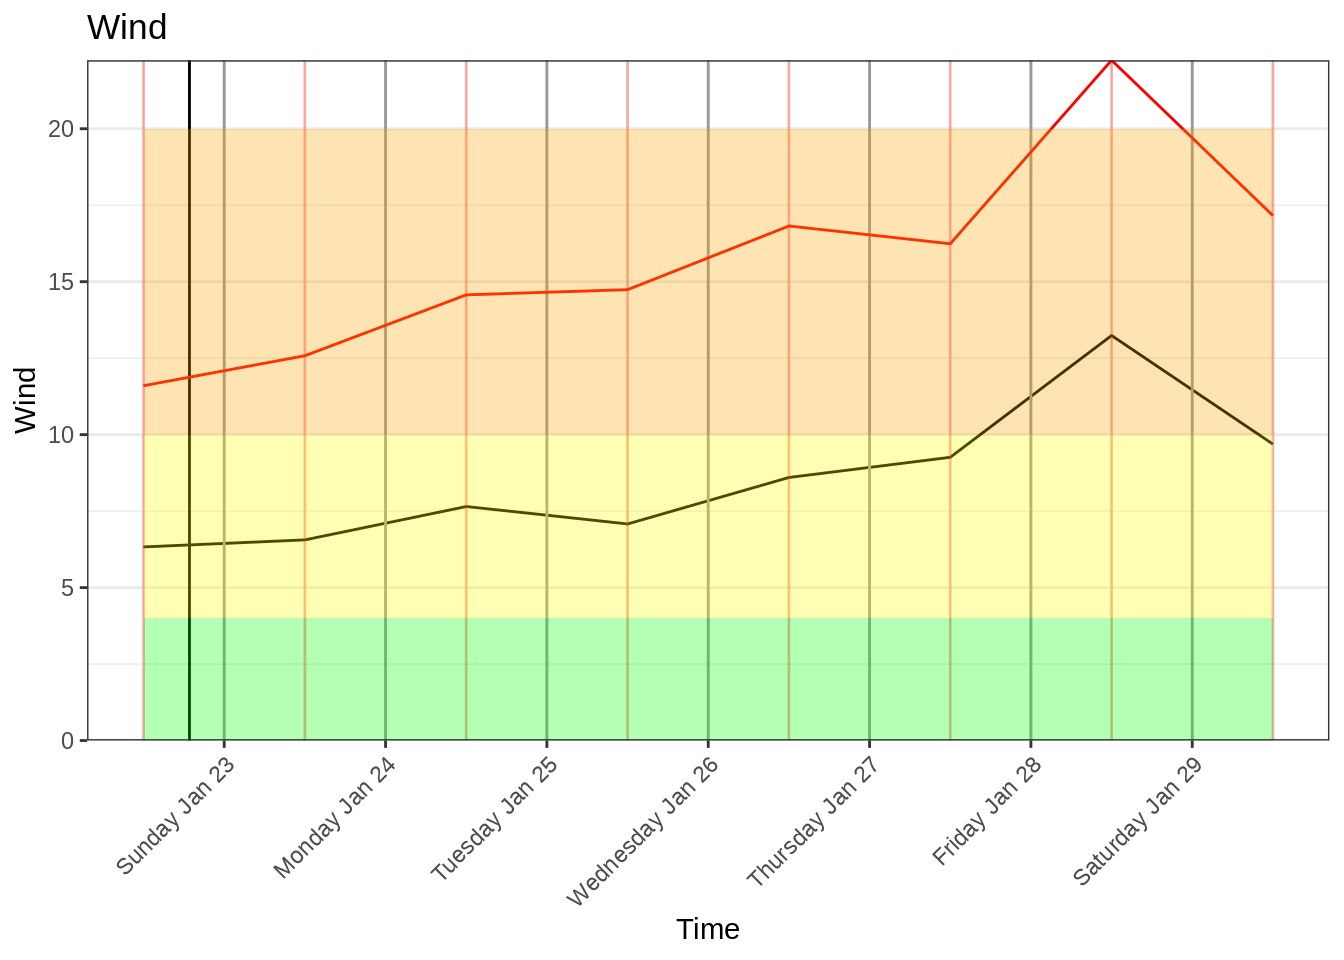 Wind
Wind
20
15
10
5
0
Sunday Jan 23
Monday Jan 24
Tuesday Jan 25
Wednesday Jan 26
Thursday Jan 27
Friday Jan 28
Saturday Jan 29
Time